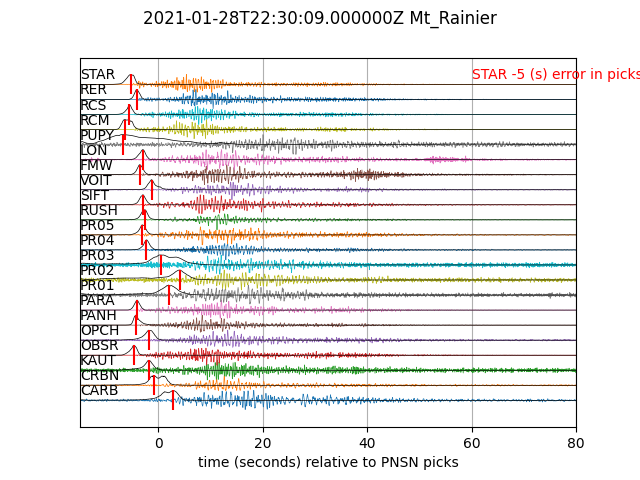 2021-01-28T22:30:09.000000Z Mt_Rainier
STAR
STAR -5 (s) error in picks
RER
RCS
RCM
PUPY
LON
FMW
VOIT
SIFT
RUSH
PR05
PR04
PR03
PR02
PR01
PARA
PANH
OPCH
OBSR
KAUT
CRBN
CARB
0 20 40 60 80
time (seconds) relative to PNSN picks